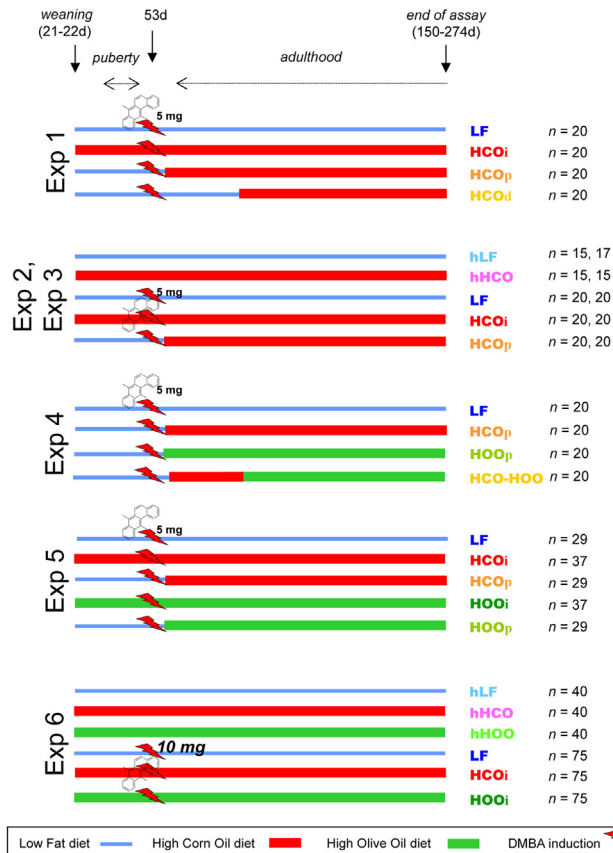 weaning 53d end of assay
(21-22d) (150-274d)
puberty adulthood
Exp 1
5 mg
LF n = 20
HCOi n = 20
HCOp n = 20
HCOd n = 20
Exp 2,
Exp 3
hLF n = 15, 17
hHCO n = 15, 15
5 mg
LF n = 20, 20
HCOi n = 20, 20
HCOp n = 20, 20
Exp 4
5 mg
LF n = 20
HCOp n = 20
HOOp n = 20
HCO-HOO n = 20
Exp 5
5 mg
LF n = 29
HCOi n = 37
HCOp n = 29
HOOi n = 37
HOOp n = 29
Exp 6
hLF n = 40
hHCO n = 40
hHOO n = 40
10 mg
LF n = 75
HCOi n = 75
HOOi n = 75
Low Fat diet High Corn Oil diet High Olive Oil diet DMBA induction